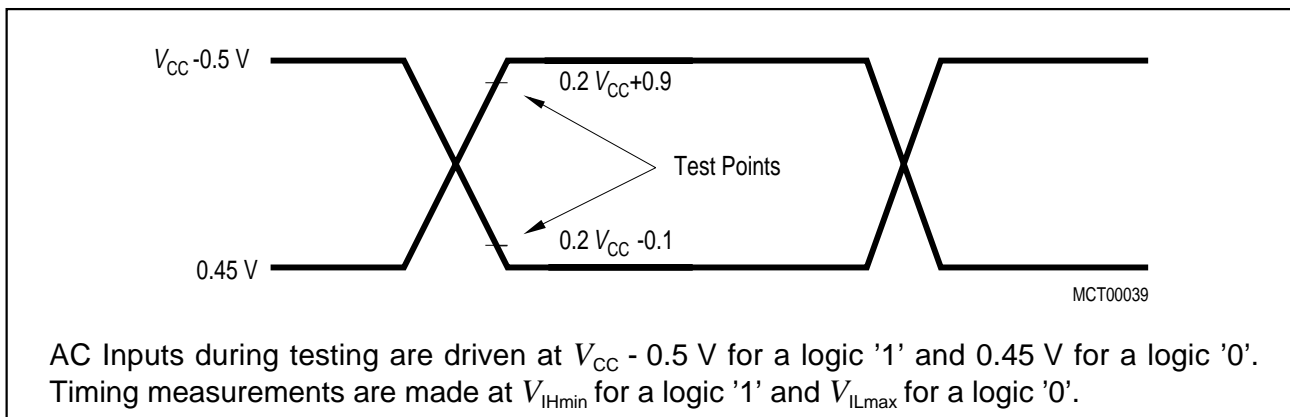 VCC -0.5 V
0.2 VCC+0.9
Test Points
0.2 VCC -0.1
0.45 V
MCT00039
AC Inputs during testing are driven at VCC - 0.5 V for a logic '1' and 0.45 V for a logic '0'.
Timing measurements are made at VIHmin for a logic '1' and VILmax for a logic '0'.